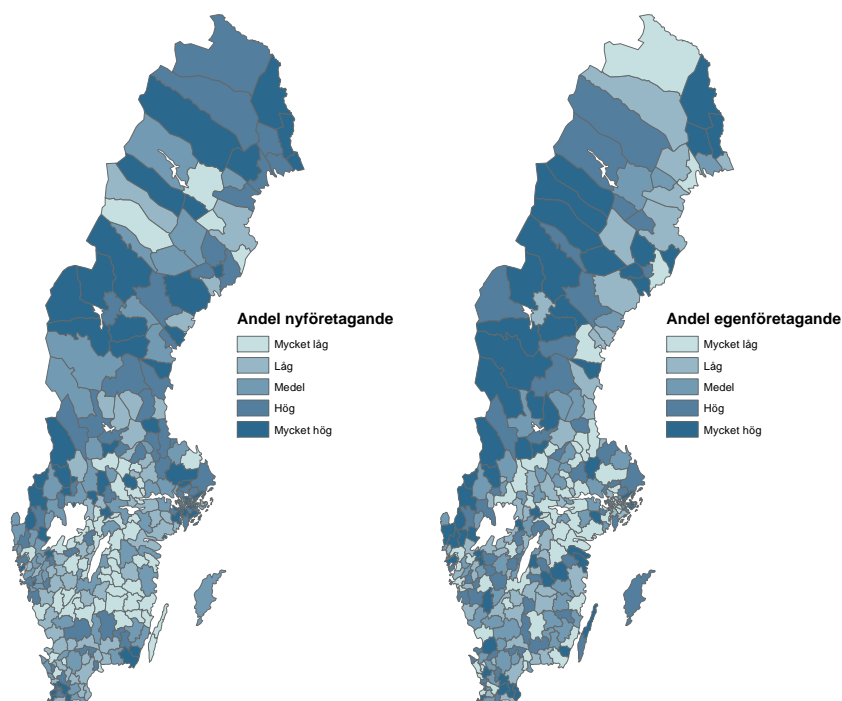 Andel nyföretagande
Mycket låg
Låg
Medel
Hög
Mycket hög
Andel egenföretagande
Mycket låg
Låg
Medel
Hög
Mycket hög